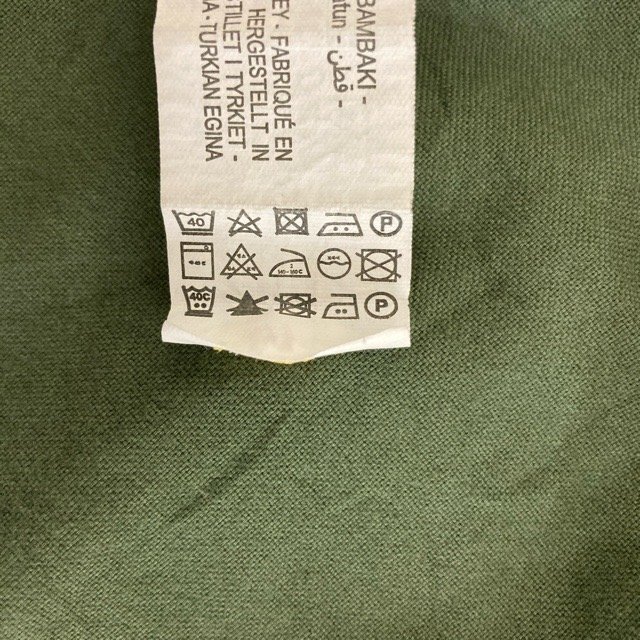 BAMBAKI -
قطن -
EY - FABRIQUÉ EN
HERGESTELLT IN
STILLET I TYRKIET -
A - TURKIAN EGINA
40
P
40C
P